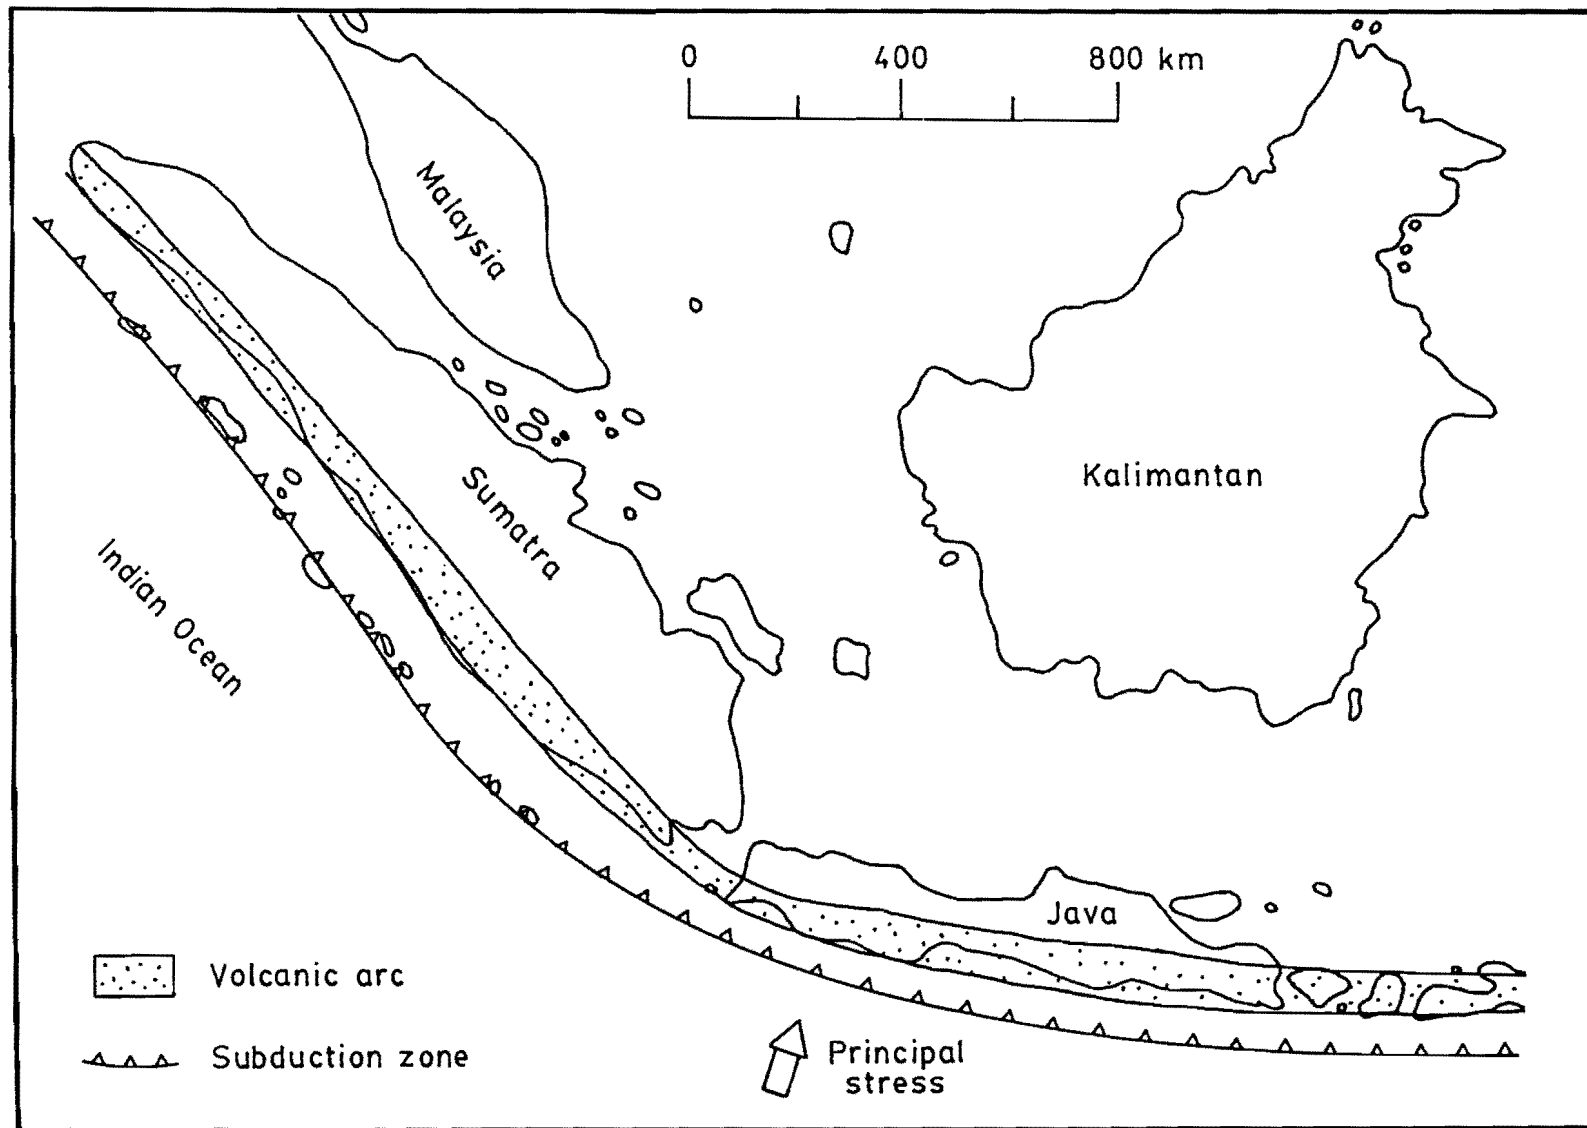 0 400 800 km
Malaysia
Sumatra
Kalimantan
Indian Ocean
Java
Volcanic arc
Subduction zone
Principal
stress